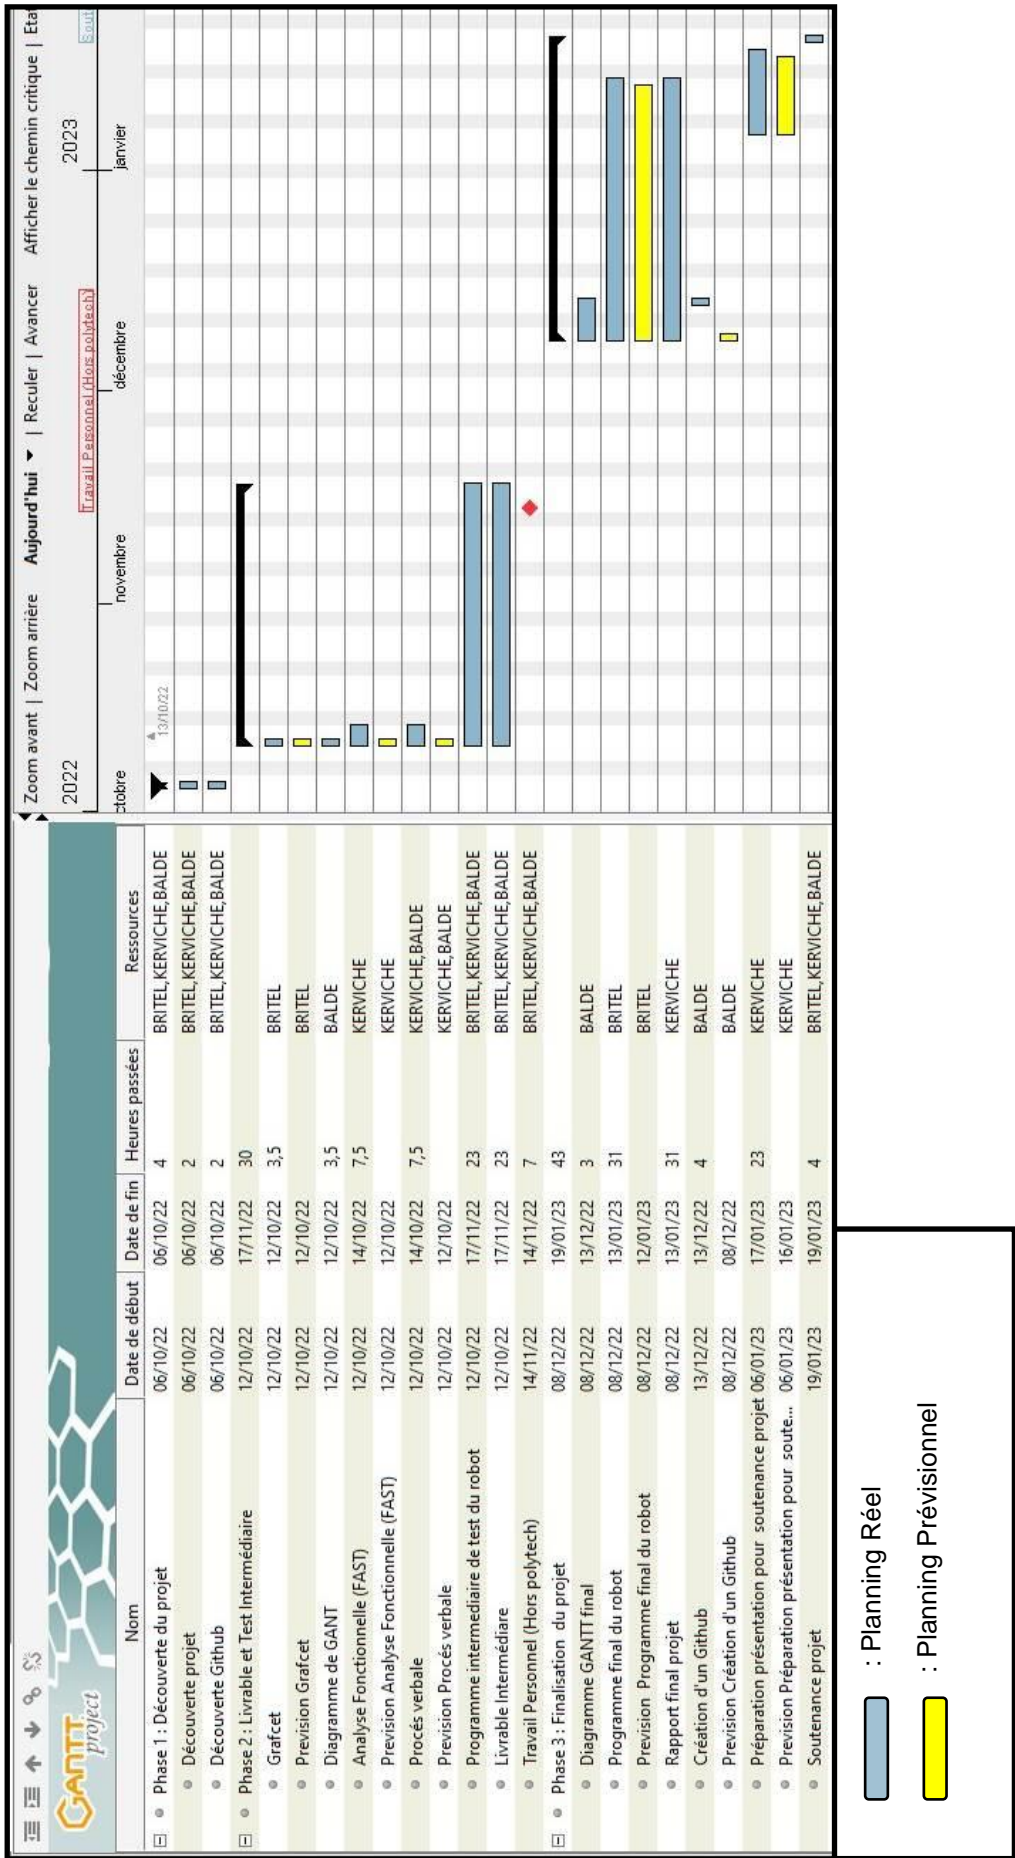 GANTT
project
Zoom avant | Zoom arrière Aujourd'hui ▼ | Reculer | Avancer Afficher le chemin critique | Etat
2022 2023
Travail Personnel (Hors polytech) Sout
ctobre novembre décembre janvier
13/10/22
Nom Date de début Date de fin Heures passées Ressources
Phase 1 : Découverte du projet 06/10/22 06/10/22 4 BRITEL,KERVICHE,BALDE
Découverte projet 06/10/22 06/10/22 2 BRITEL,KERVICHE,BALDE
Découverte Github 06/10/22 06/10/22 2 BRITEL,KERVICHE,BALDE
Phase 2 : Livrable et Test Intermédiaire 12/10/22 17/11/22 30
Grafcet 12/10/22 12/10/22 3,5 BRITEL
Prevision Grafcet 12/10/22 12/10/22 BRITEL
Diagramme de GANT 12/10/22 12/10/22 3,5 BALDE
Analyse Fonctionnelle (FAST) 12/10/22 14/10/22 7,5 KERVICHE
Prevision Analyse Fonctionnelle (FAST) 12/10/22 12/10/22 KERVICHE
Procés verbale 12/10/22 14/10/22 7,5 KERVICHE,BALDE
Prevision Procés verbale 12/10/22 12/10/22 KERVICHE,BALDE
Programme intermediaire de test du robot 12/10/22 17/11/22 23 BRITEL,KERVICHE,BALDE
Livrable Intermédiare 12/10/22 17/11/22 23 BRITEL,KERVICHE,BALDE
Travail Personnel (Hors polytech) 14/11/22 14/11/22 7 BRITEL,KERVICHE,BALDE
Phase 3 : Finalisation du projet 08/12/22 19/01/23 43
Diagramme GANTT final 08/12/22 13/12/22 3 BALDE
Programme final du robot 08/12/22 13/01/23 31 BRITEL
Prevision Programme final du robot 08/12/22 12/01/23 BRITEL
Rapport final projet 08/12/22 13/01/23 31 KERVICHE
Création d'un Github 13/12/22 13/12/22 4 BALDE
Prevision Création d'un Github 08/12/22 08/12/22 BALDE
Préparation présentation pour soutenance projet 06/01/23 17/01/23 23 KERVICHE
Prevision Préparation présentation pour soute... 06/01/23 16/01/23 KERVICHE
Soutenance projet 19/01/23 19/01/23 4 BRITEL,KERVICHE,BALDE
: Planning Réel
: Planning Prévisionnel